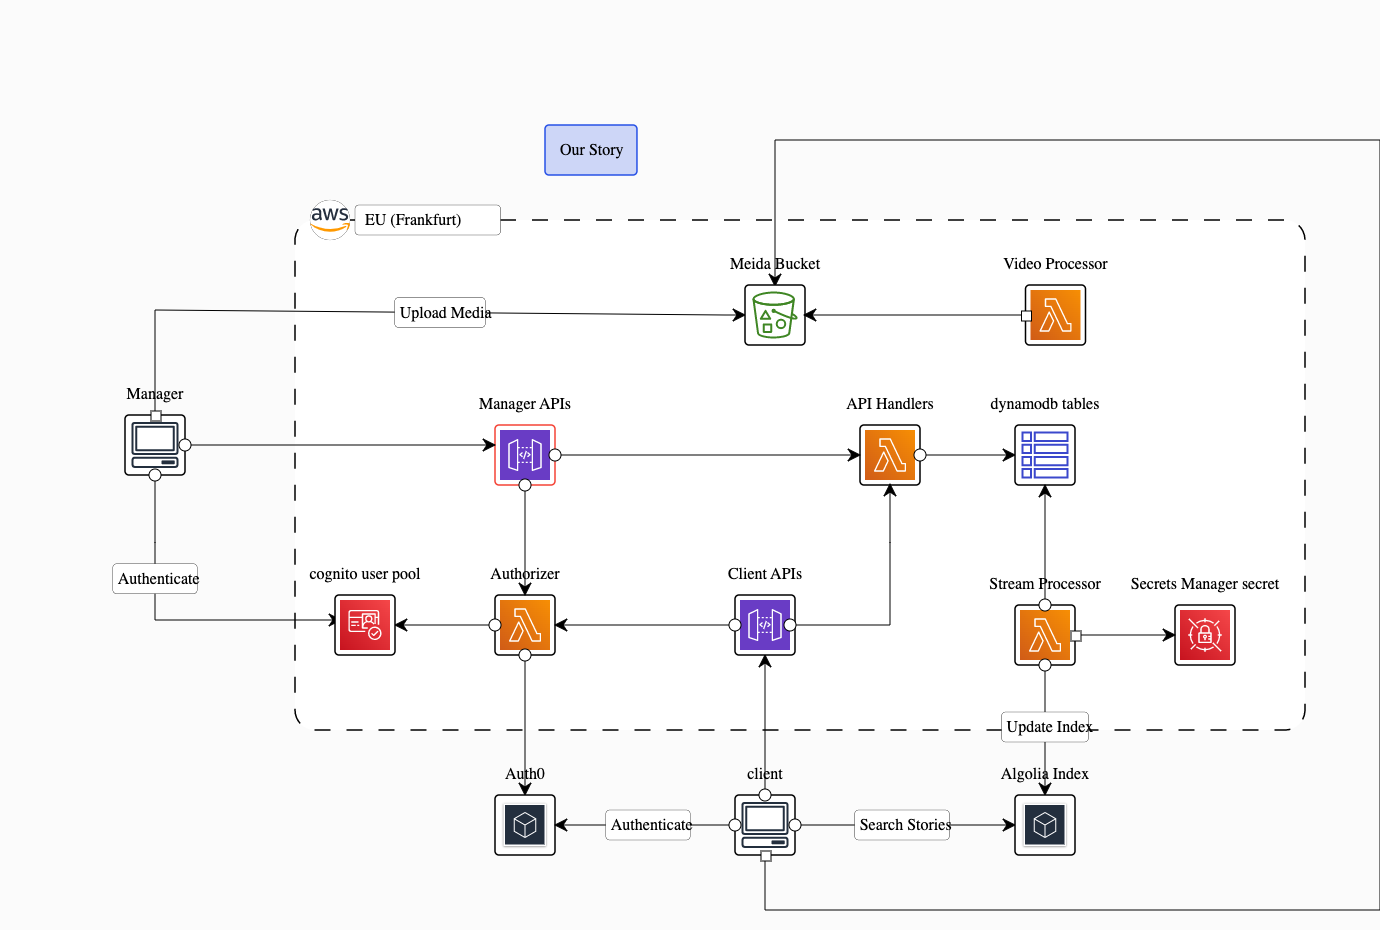 Our Story
aws
EU (Frankfurt)
Meida Bucket
Video Processor
Upload Media
Manager
Manager APIs
API Handlers
dynamodb tables
Authenticate
cognito user pool
Authorizer
Client APIs
Stream Processor
Secrets Manager secret
Update Index
Auth0
client
Algolia Index
Authenticate
Search Stories